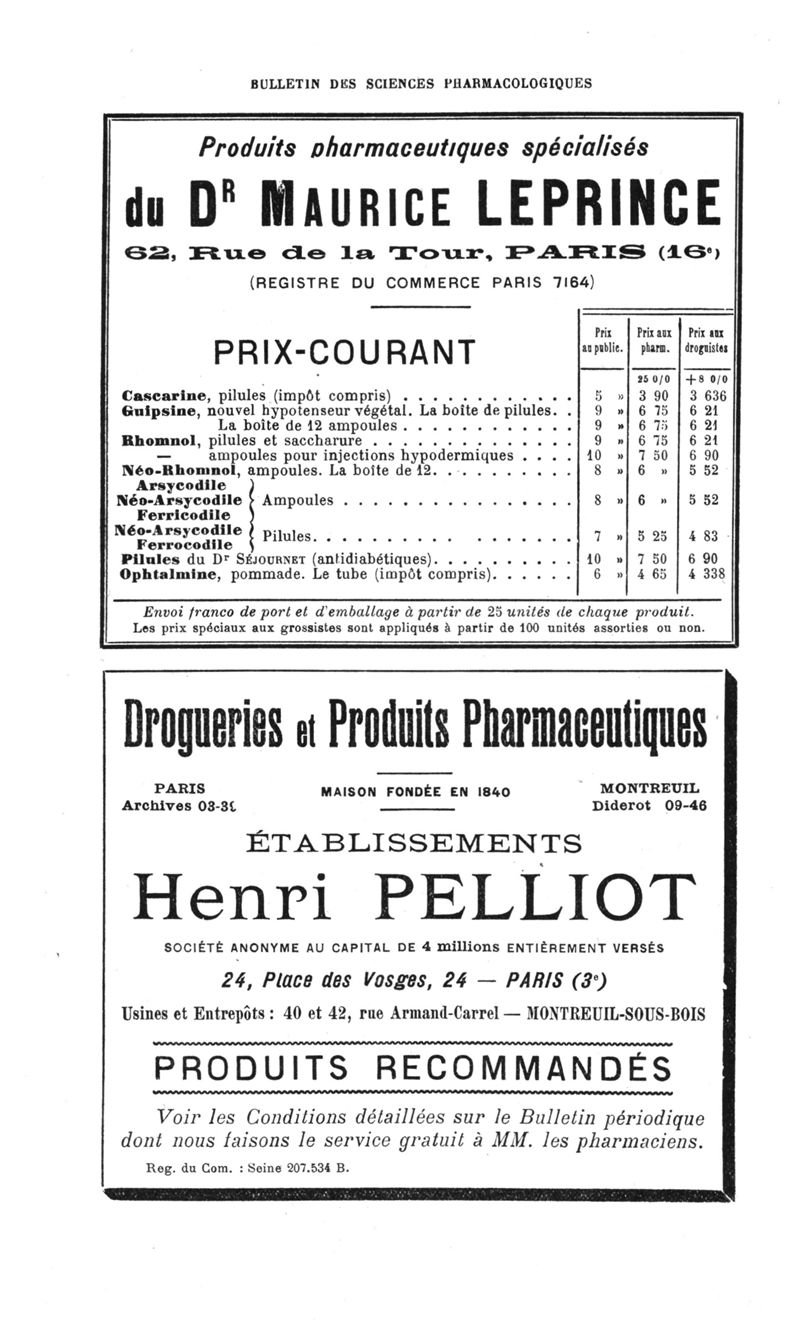 BULLETIN DES SCIENCES PHARMACOLOGIQUES
Produits pharmaceutiques spécialisés
du DR MAURICE LEPRINCE
62, Rue de la Tour, PARIS (16e)
(REGISTRE DU COMMERCE PARIS 7164)
PRIX-COURANT
Prix au public. Prix aux pharm. Prix aux droguistes
25 0/0 +8 0/0
Cascarine, pilules (impôt compris) . . . . . . . . . . . . 5 » 3 90 3 636
Guipsine, nouvel hypotenseur végétal. La boîte de pilules. . 9 » 6 75 6 21
La boîte de 12 ampoules . . . . . . . . . . . . 9 » 6 75 6 21
Rhomnol, pilules et saccharure . . . . . . . . . . . . . . 9 » 6 75 6 21
— ampoules pour injections hypodermiques . . . . 10 » 7 50 6 90
Néo-Rhomnol, ampoules. La boîte de 12. . . . . . . . . . 8 » 6 » 5 52
Arsycodile
Néo-Arsycodile } Ampoules . . . . . . . . . . . . . . . . 8 » 6 » 5 52
Ferricodile
Néo-Arsycodile } Pilules. . . . . . . . . . . . . . . . . 7 » 5 25 4 83
Ferrocodile
Pilules du Dr SÉJOURNET (antidiabétiques). . . . . . . . . . 10 » 7 50 6 90
Ophtalmine, pommade. Le tube (impôt compris). . . . . . 6 » 4 65 4 338
Envoi franco de port et d'emballage à partir de 25 unités de chaque produit.
Les prix spéciaux aux grossistes sont appliqués à partir de 100 unités assorties ou non.
Drogueries et Produits Pharmaceutiques
PARIS MAISON FONDÉE EN 1840 MONTREUIL
Archives 03-3 Diderot 09-46
ÉTABLISSEMENTS
Henri PELLIOT
SOCIÉTÉ ANONYME AU CAPITAL DE 4 millions ENTIÈREMENT VERSÉS
24, Place des Vosges, 24 — PARIS (3e)
Usines et Entrepôts : 40 et 42, rue Armand-Carrel — MONTREUIL-SOUS-BOIS
PRODUITS RECOMMANDÉS
Voir les Conditions détaillées sur le Bulletin périodique
dont nous faisons le service gratuit à MM. les pharmaciens.
Reg. du Com. : Seine 207.534 B.